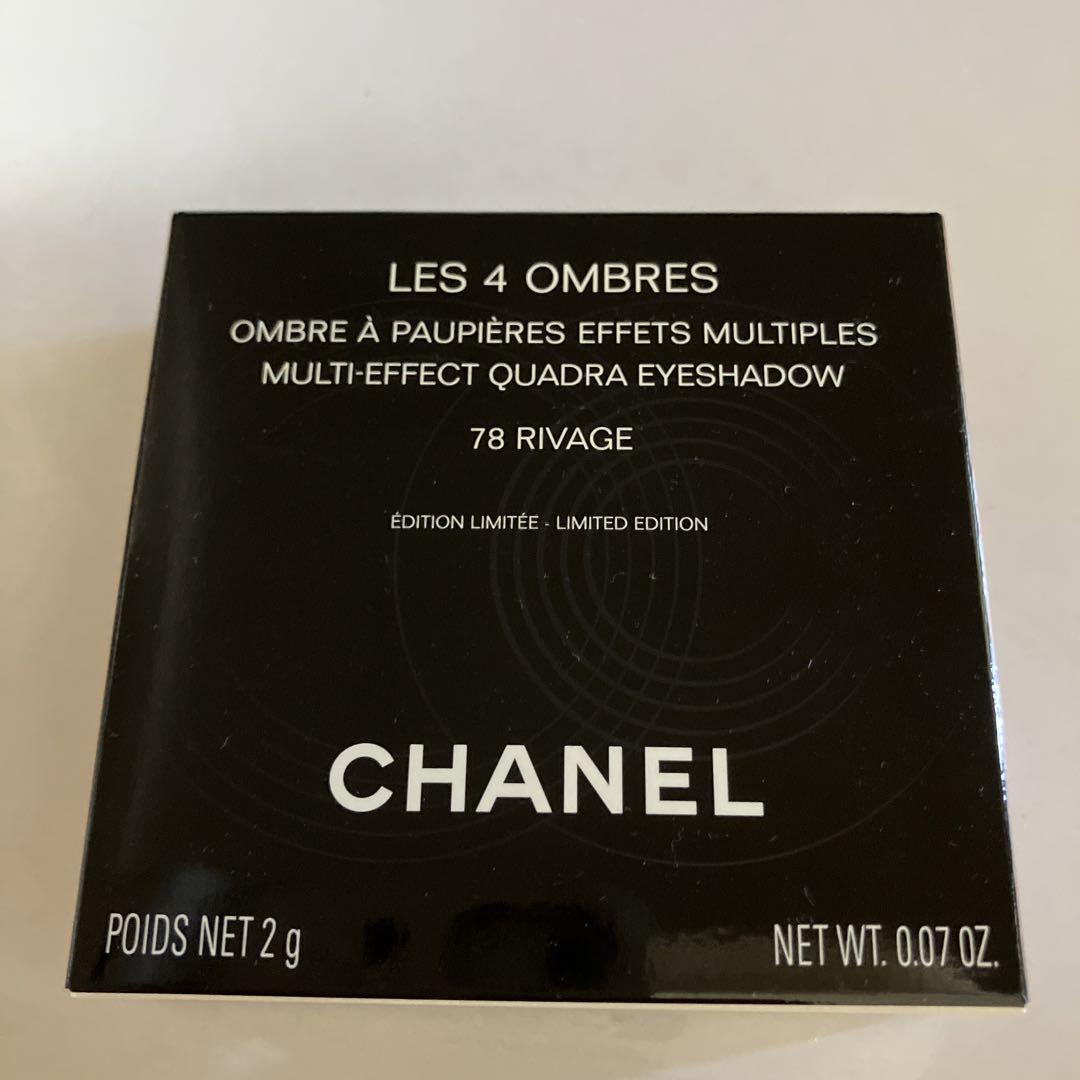 LES 4 OMBRES
OMBRE À PAUPIÈRES EFFETS MULTIPLES
MULTI-EFFECT QUADRA EYESHADOW
78 RIVAGE
ÉDITION LIMITÉE - LIMITED EDITION
CHANEL
POIDS NET 2 g
NET WT. 0.07 OZ.